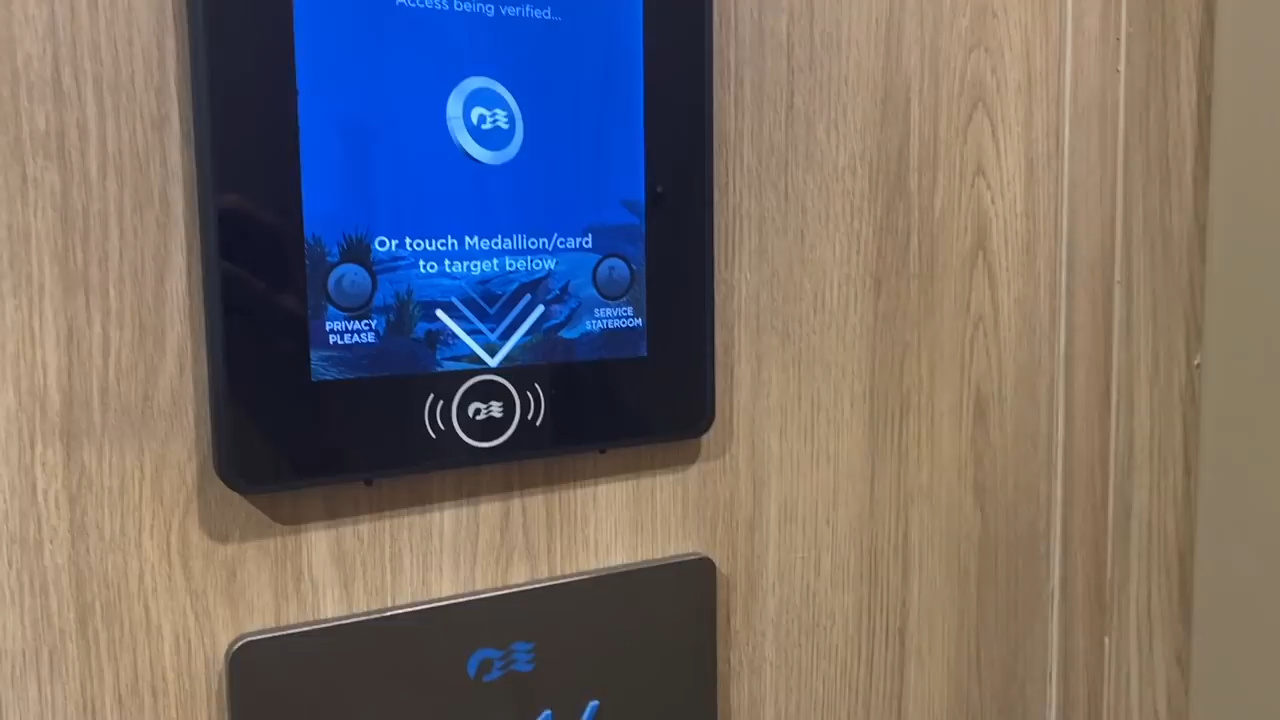 Access being verified...
Or touch Medallion/card
to target below
PRIVACY
PLEASE
SERVICE
STATEROOM